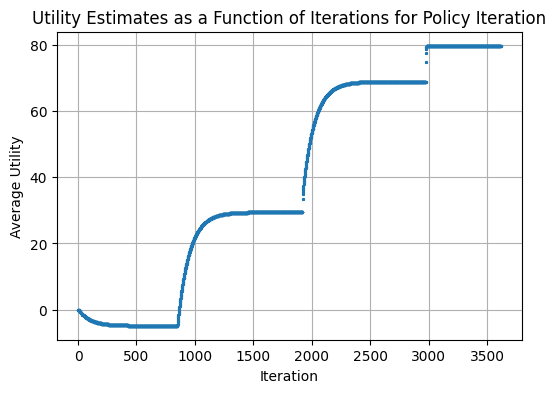 Utility Estimates as a Function of Iterations for Policy Iteration
80
60
40
20
0
Average Utility
0 500 1000 1500 2000 2500 3000 3500
Iteration